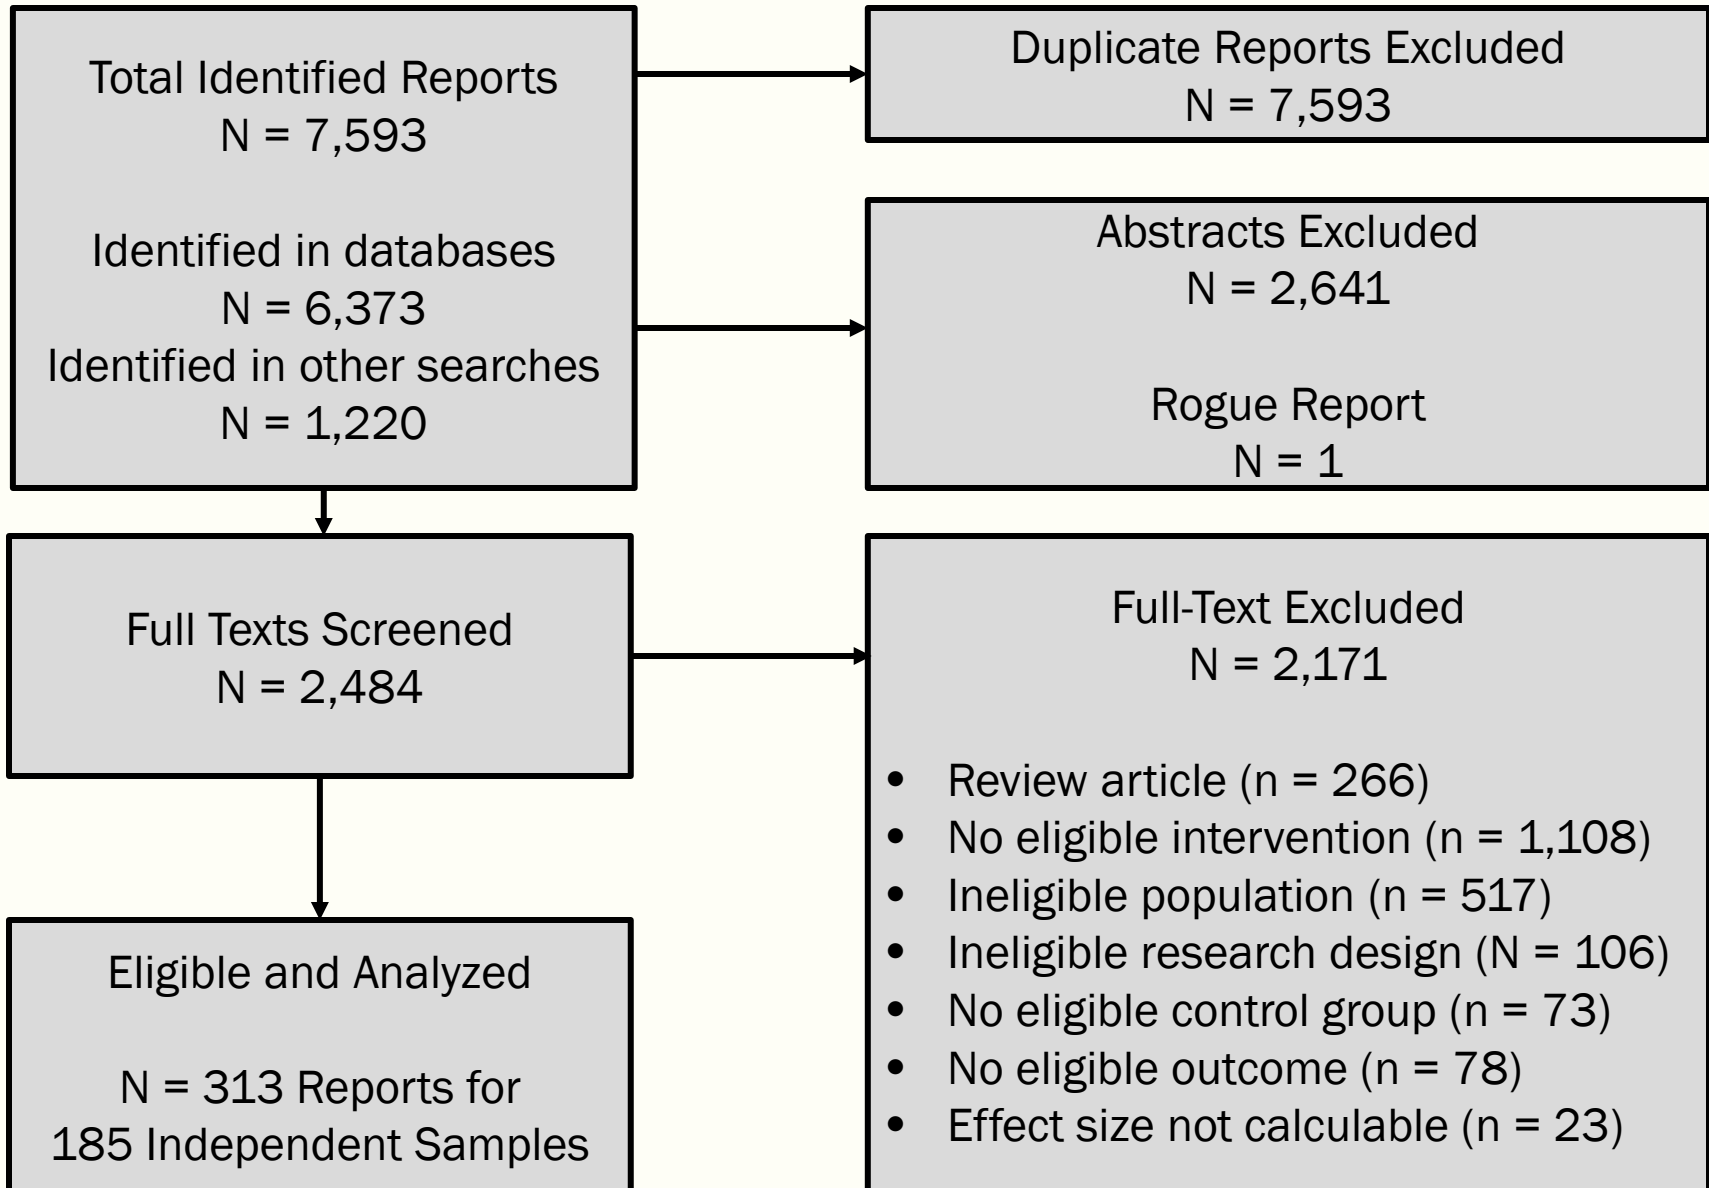 Total Identified Reports
N = 7,593
Identified in databases
N = 6,373
Identified in other searches
N = 1,220
Duplicate Reports Excluded
N = 7,593
Abstracts Excluded
N = 2,641
Rogue Report
N = 1
Full Texts Screened
N = 2,484
Full-Text Excluded
N = 2,171
• Review article (n = 266)
• No eligible intervention (n = 1,108)
• Ineligible population (n = 517)
• Ineligible research design (N = 106)
• No eligible control group (n = 73)
• No eligible outcome (n = 78)
• Effect size not calculable (n = 23)
Eligible and Analyzed
N = 313 Reports for
185 Independent Samples